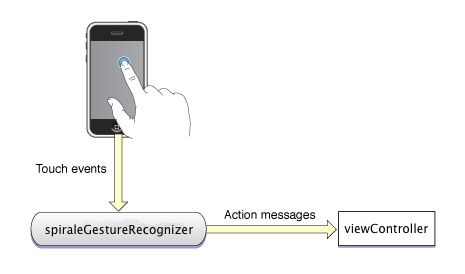 Touch events
Action messages
spiraleGestureRecognizer
viewController